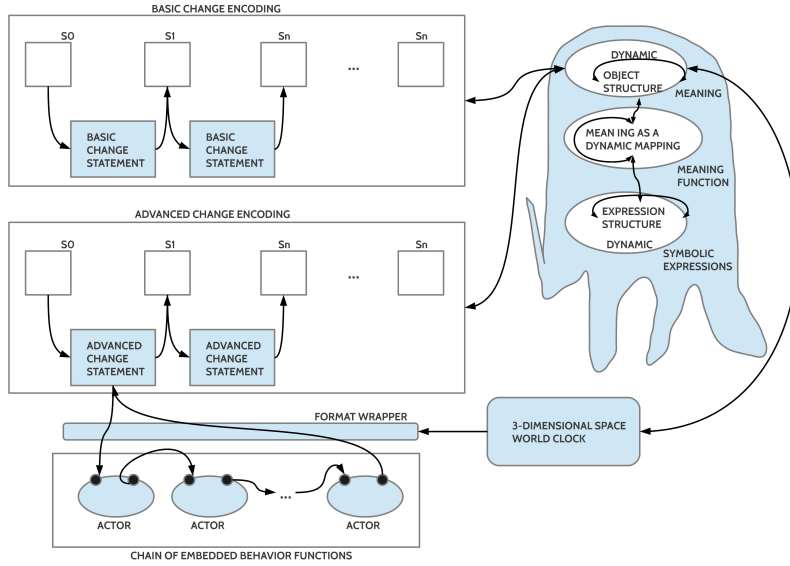 BASIC CHANGE ENCODING
S0 S1 Sn Sn
...
BASIC
CHANGE
STATEMENT
BASIC
CHANGE
STATEMENT
ADVANCED CHANGE ENCODING
S0 S1 Sn Sn
...
ADVANCED
CHANGE
STATEMENT
ADVANCED
CHANGE
STATEMENT
FORMAT WRAPPER
...
ACTOR
ACTOR
ACTOR
CHAIN OF EMBEDDED BEHAVIOR FUNCTIONS
DYNAMIC
OBJECT
STRUCTURE
MEANING
MEAN ING AS A
DYNAMIC MAPPING
MEANING
FUNCTION
EXPRESSION
STRUCTURE
DYNAMIC
SYMBOLIC
EXPRESSIONS
3-DIMENSIONAL SPACE
WORLD CLOCK